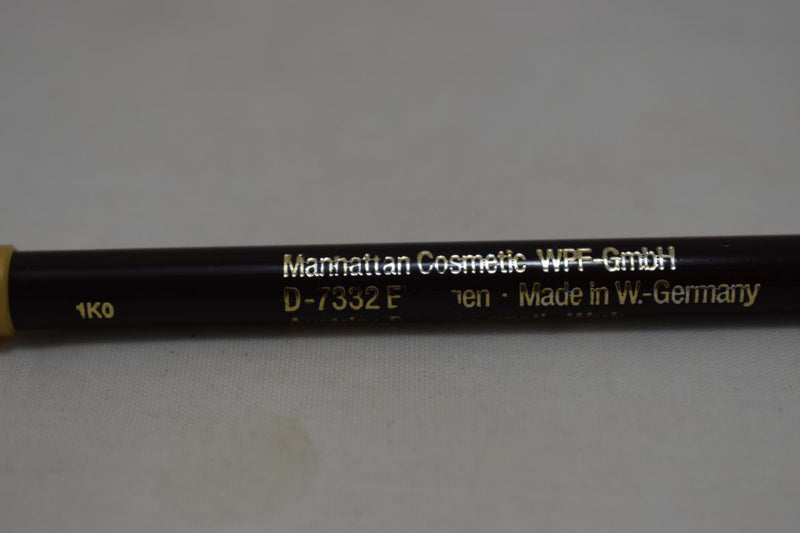 Manhattan Cosmetic WPF-GmbH
D-7332 · Made in W.-Germany
1K0